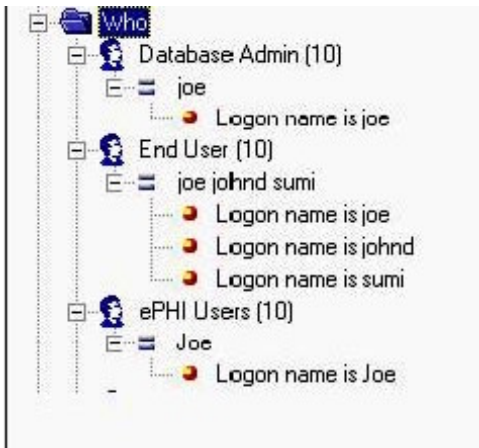 Who
Database Admin (10)
joe
Logon name is joe
End User (10)
joe johnd sumi
Logon name is joe
Logon name is johnd
Logon name is sumi
ePHI Users (10)
Joe
Logon name is Joe